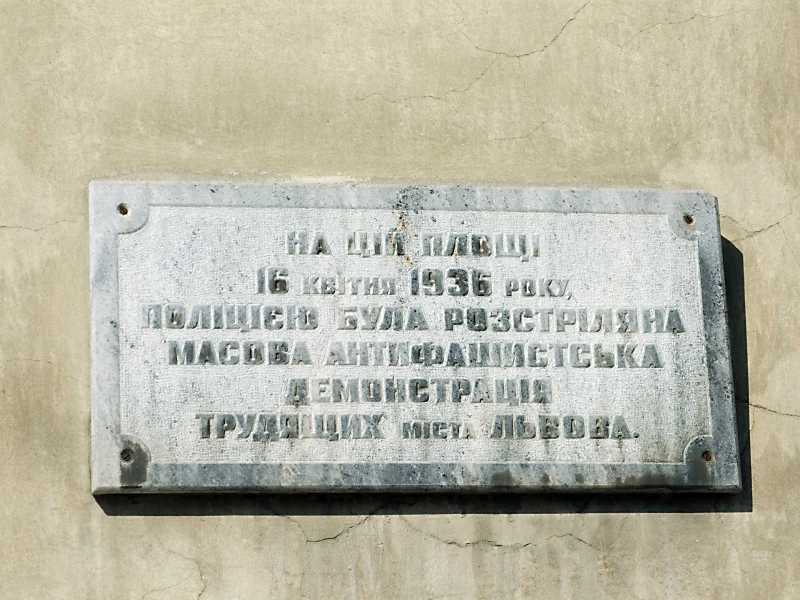 НА ЦІЙ ПЛОЩІ
16 КВІТНЯ 1936 РОКУ,
ПОЛІЦІЄЮ БУЛА РОЗСТРІЛЯНА
МАСОВА АНТИФАШИСТСЬКА
ДЕМОНСТРАЦІЯ
ТРУДЯЩИХ МІСТА ЛЬВОВА.